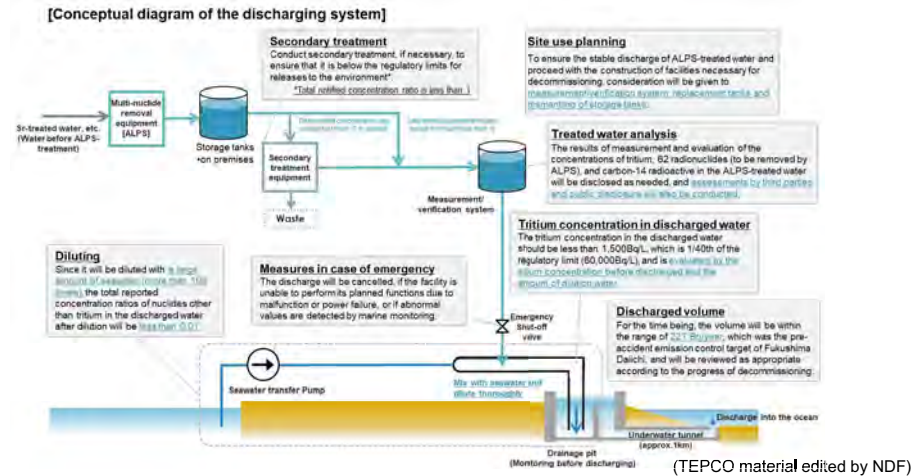 [Conceptual diagram of the discharging system]
Secondary treatment
Conduct secondary treatment, if necessary, to
ensure that it is below the regulatory limits for
releases to the environment*.
*Total notified concentration ratio is less than
Site use planning
To ensure the stable discharge of ALPS-treated water and
proceed with the construction of facilities necessary for
decommissioning, consideration will be given to
measurement/verification system, replacement tanks and
dismantling of storage tanks.
Multi-nuclide
removal
equipment
[ALPS]
Sr-treated water, etc.
(Water before ALPS-
treatment)
Storage tanks
•on premises
Secondary
treatment
equipment
Waste
Measurement/
verification system
Treated water analysis
The results of measurement and evaluation of the
concentrations of tritium, 62 radionuclides (to be removed by
ALPS), and carbon-14 radioactive in the ALPS-treated water
will be disclosed as needed, and assessments by third parties
and public disclosure will also be conducted.
Tritium concentration in discharged water
The tritium concentration in the discharged water
should be less than 1,500Bq/L, which is 1/40th of the
regulatory limit (60,000Bq/L), and is evaluated by the
tritium concentration before discharged and the
amount of dilution water.
Diluting
Since it will be diluted with a large
amount of seawater (more than 100
times), the total reported
concentration ratios of nuclides other
than tritium in the discharged water
after dilution will be less than 0.01.
Measures in case of emergency
The discharge will be cancelled, if the facility is
unable to perform its planned functions due to
malfunction or power failure, or if abnormal
values are detected by marine monitoring.
Emergency
Shut-off
valve
Discharged volume
For the time being, the volume will be within
the range of 22TBq/year, which was the pre-
accident emission control target of Fukushima
Daiichi, and will be reviewed as appropriate
according to the progress of decommissioning.
Seawater transfer Pump
Mix with seawater and
dilute thoroughly
Discharge into the ocean
Underwater tunnel
(approx.1km)
Drainage pit
(Monitoring before discharging)
(TEPCO material edited by NDF)